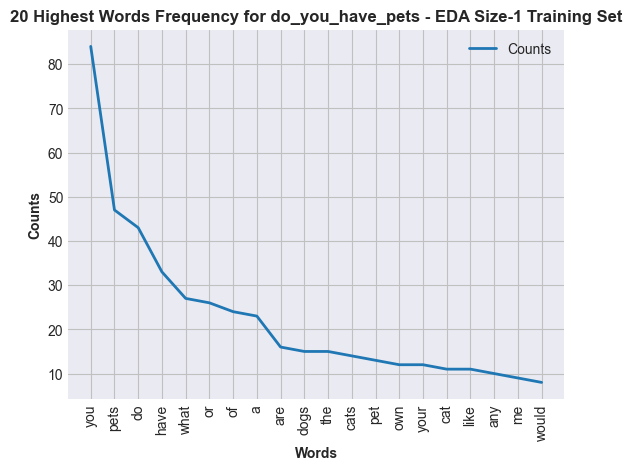 20 Highest Words Frequency for do_you_have_pets - EDA Size-1 Training Set
Counts
80
70
60
50
40
30
20
10
Counts
you
pets
do
have
what
or
of
a
are
dogs
the
cats
pet
own
your
cat
like
any
me
would
Words